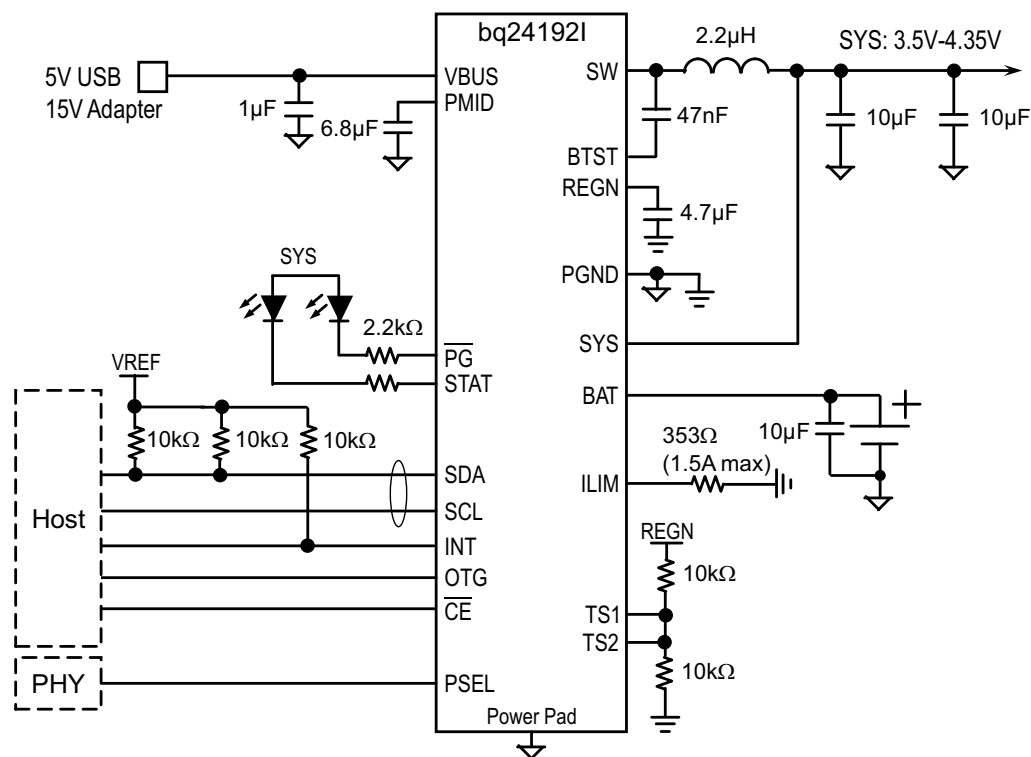 bq24192I
5V USB
15V Adapter
1µF
6.8µF
VBUS
PMID
SW
2.2µH
SYS: 3.5V-4.35V
47nF
10µF
10µF
BTST
REGN
4.7µF
PGND
SYS
SYS
2.2kΩ
PG
STAT
VREF
10kΩ
10kΩ
10kΩ
BAT
10µF
353Ω
(1.5A max)
ILIM
Host
SDA
SCL
INT
OTG
CE
REGN
10kΩ
TS1
TS2
10kΩ
PHY
PSEL
Power Pad